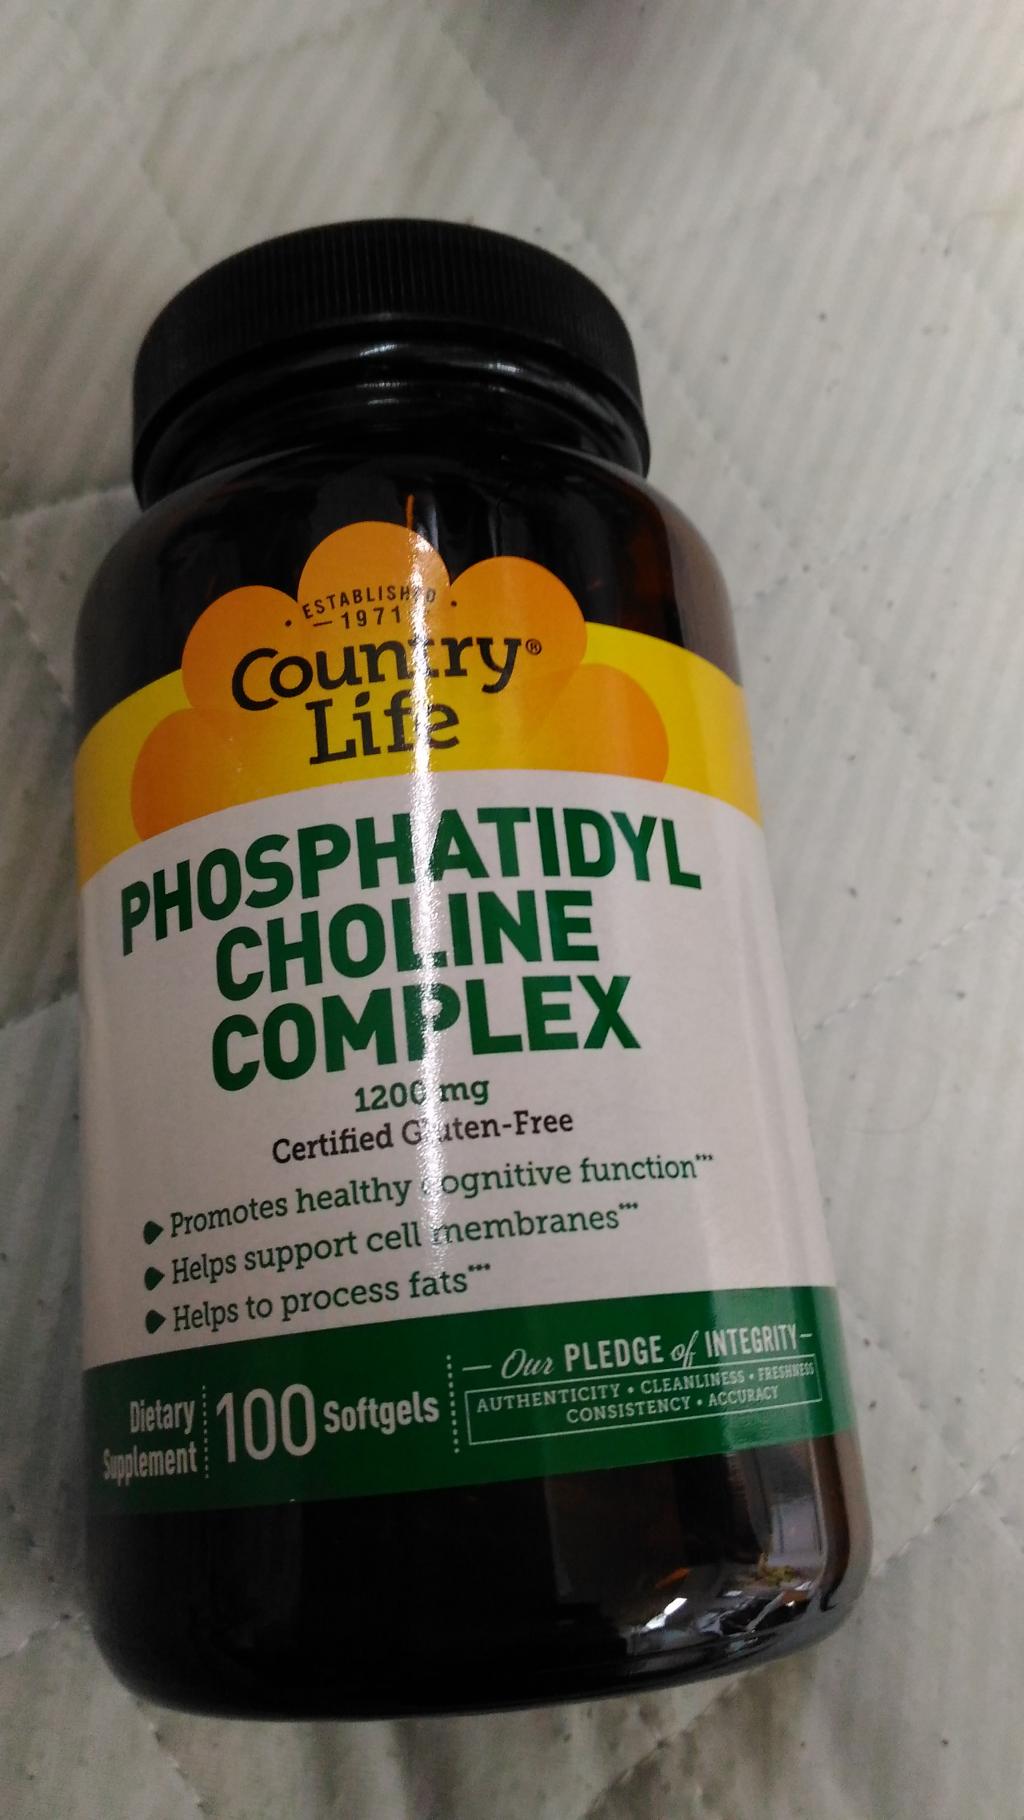 ESTABLISHED
1971
Country®
Life
PHOSPHATIDYL
CHOLINE
COMPLEX
1200 mg
Certified Gluten-Free
Promotes healthy cognitive function***
Helps support cell membranes***
Helps to process fats***
Dietary
Supplement
100 Softgels
Our PLEDGE of INTEGRITY
AUTHENTICITY • CLEANLINESS • FRESHNESS
CONSISTENCY • ACCURACY